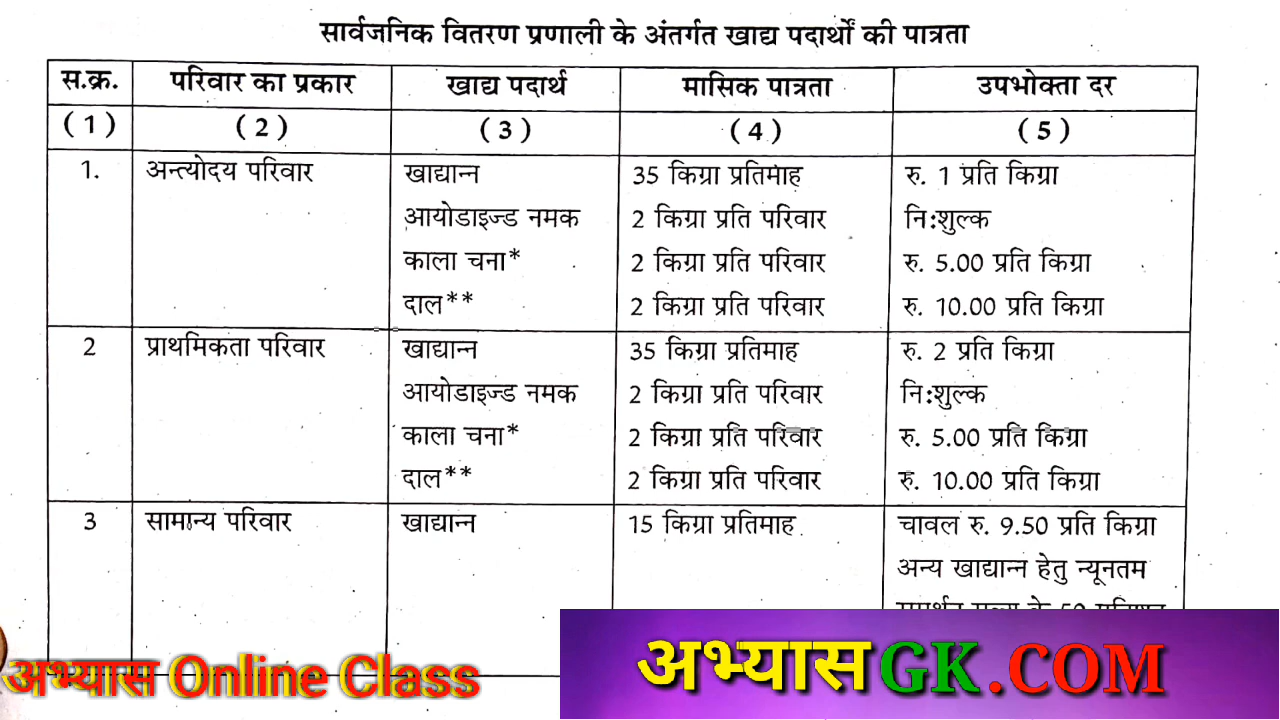 सार्वजनिक वितरण प्रणाली के अंतर्गत खाद्य पदार्थों की पात्रता
स.क्र. परिवार का प्रकार खाद्य पदार्थ मासिक पात्रता उपभोक्ता दर
(1) (2) (3) (4) (5)
1. अन्त्योदय परिवार खाद्यान्न 35 किग्रा प्रतिमाह रु. 1 प्रति किग्रा
आयोडाइज्ड नमक 2 किग्रा प्रति परिवार नि:शुल्क
काला चना* 2 किग्रा प्रति परिवार रु. 5.00 प्रति किग्रा
दाल** 2 किग्रा प्रति परिवार रु. 10.00 प्रति किग्रा
2 प्राथमिकता परिवार खाद्यान्न 35 किग्रा प्रतिमाह रु. 2 प्रति किग्रा
आयोडाइज्ड नमक 2 किग्रा प्रति परिवार नि:शुल्क
काला चना* 2 किग्रा प्रति परिवार रु. 5.00 प्रति किग्रा
दाल** 2 किग्रा प्रति परिवार रु. 10.00 प्रति किग्रा
3 सामान्य परिवार खाद्यान्न 15 किग्रा प्रतिमाह चावल रु. 9.50 प्रति किग्रा
अन्य खाद्यान्न हेतु न्यूनतम
अभ्यास Online Class
अभ्यास GK.COM